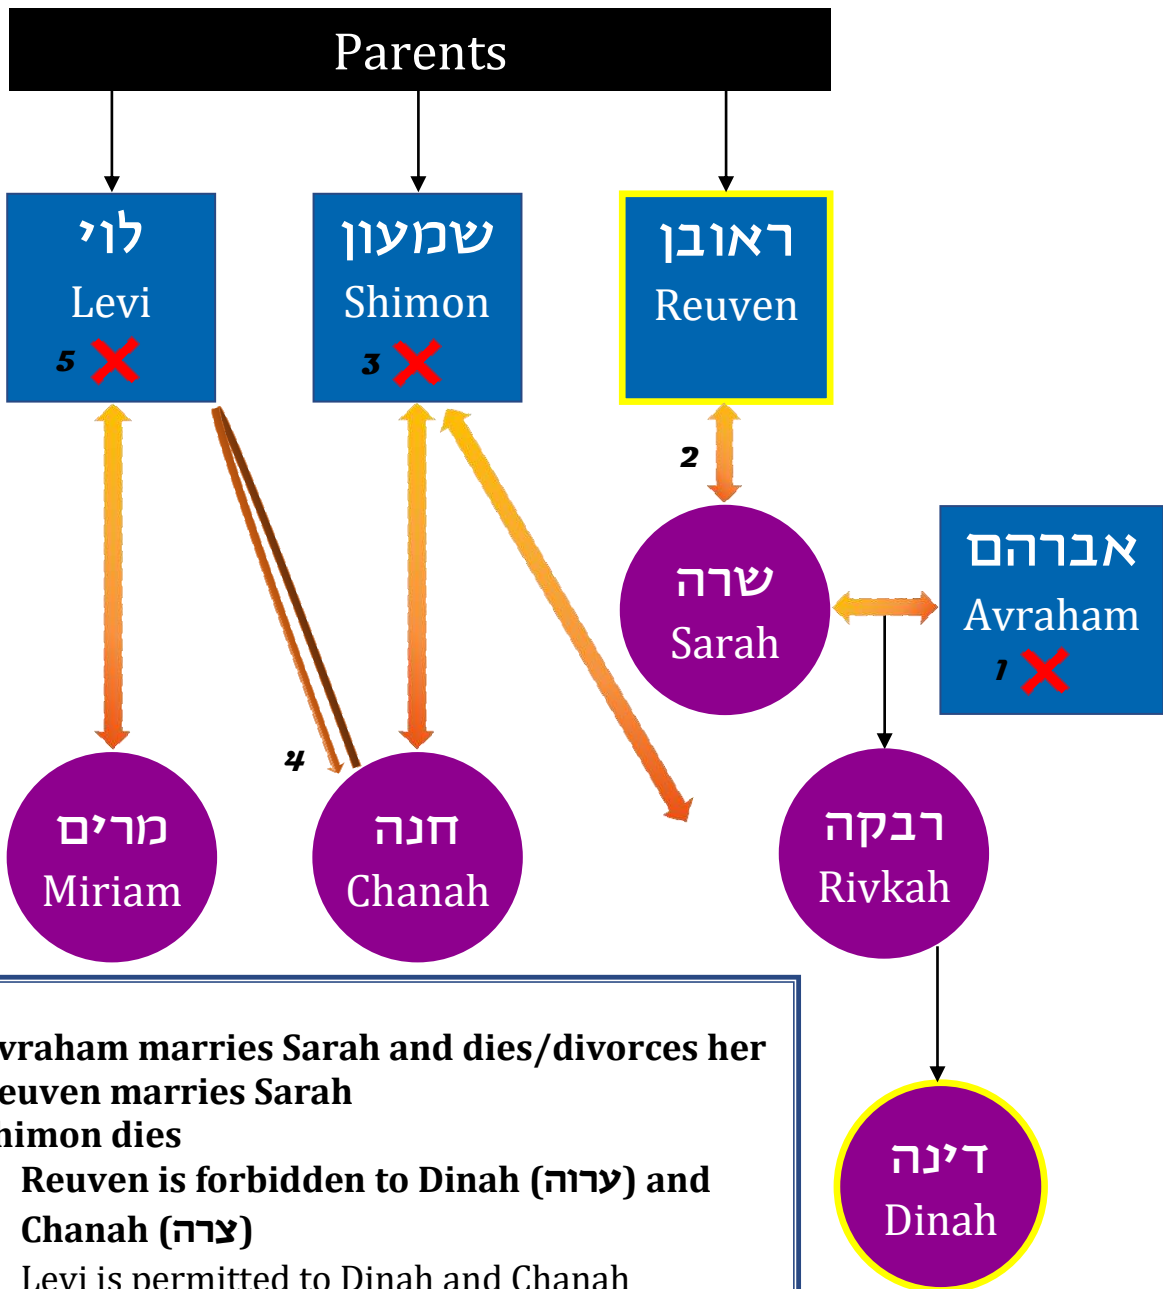 Parents
לוי
Levi
5
שמעון
Shimon
3
ראובן
Reuven
2
שרה
Sarah
אברהם
Avraham
1
4
מרים
Miriam
חנה
Chanah
רבקה
Rivkah
vraham marries Sarah and dies/divorces her
euven marries Sarah
himon dies
Reuven is forbidden to Dinah (ערוה) and
Chanah (צרה)
Levi is permitted to Dinah and Chanah
דינה
Dinah